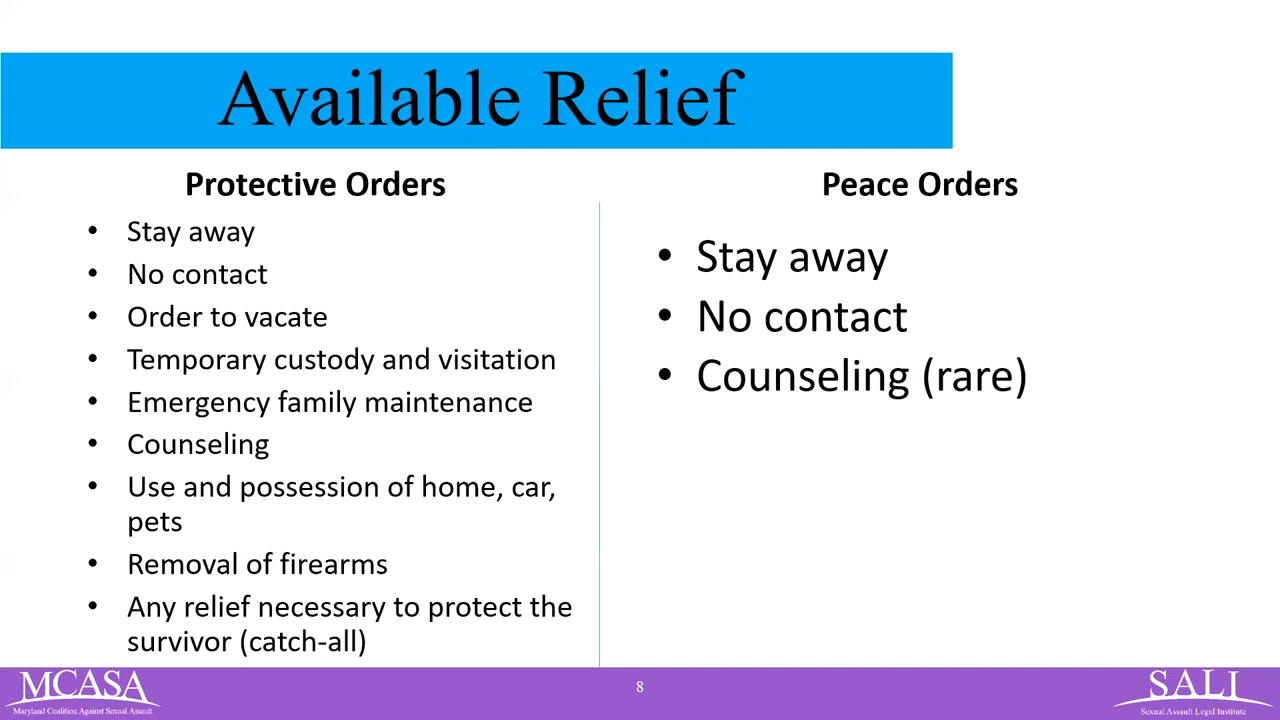 Available Relief
Protective Orders
• Stay away
• No contact
• Order to vacate
• Temporary custody and visitation
• Emergency family maintenance
• Counseling
• Use and possession of home, car,
pets
• Removal of firearms
• Any relief necessary to protect the
survivor (catch-all)
Peace Orders
• Stay away
• No contact
• Counseling (rare)
MCASA
Maryland Coalition Against Sexual Assault
8
SALI
Sexual Assault Legal Institute